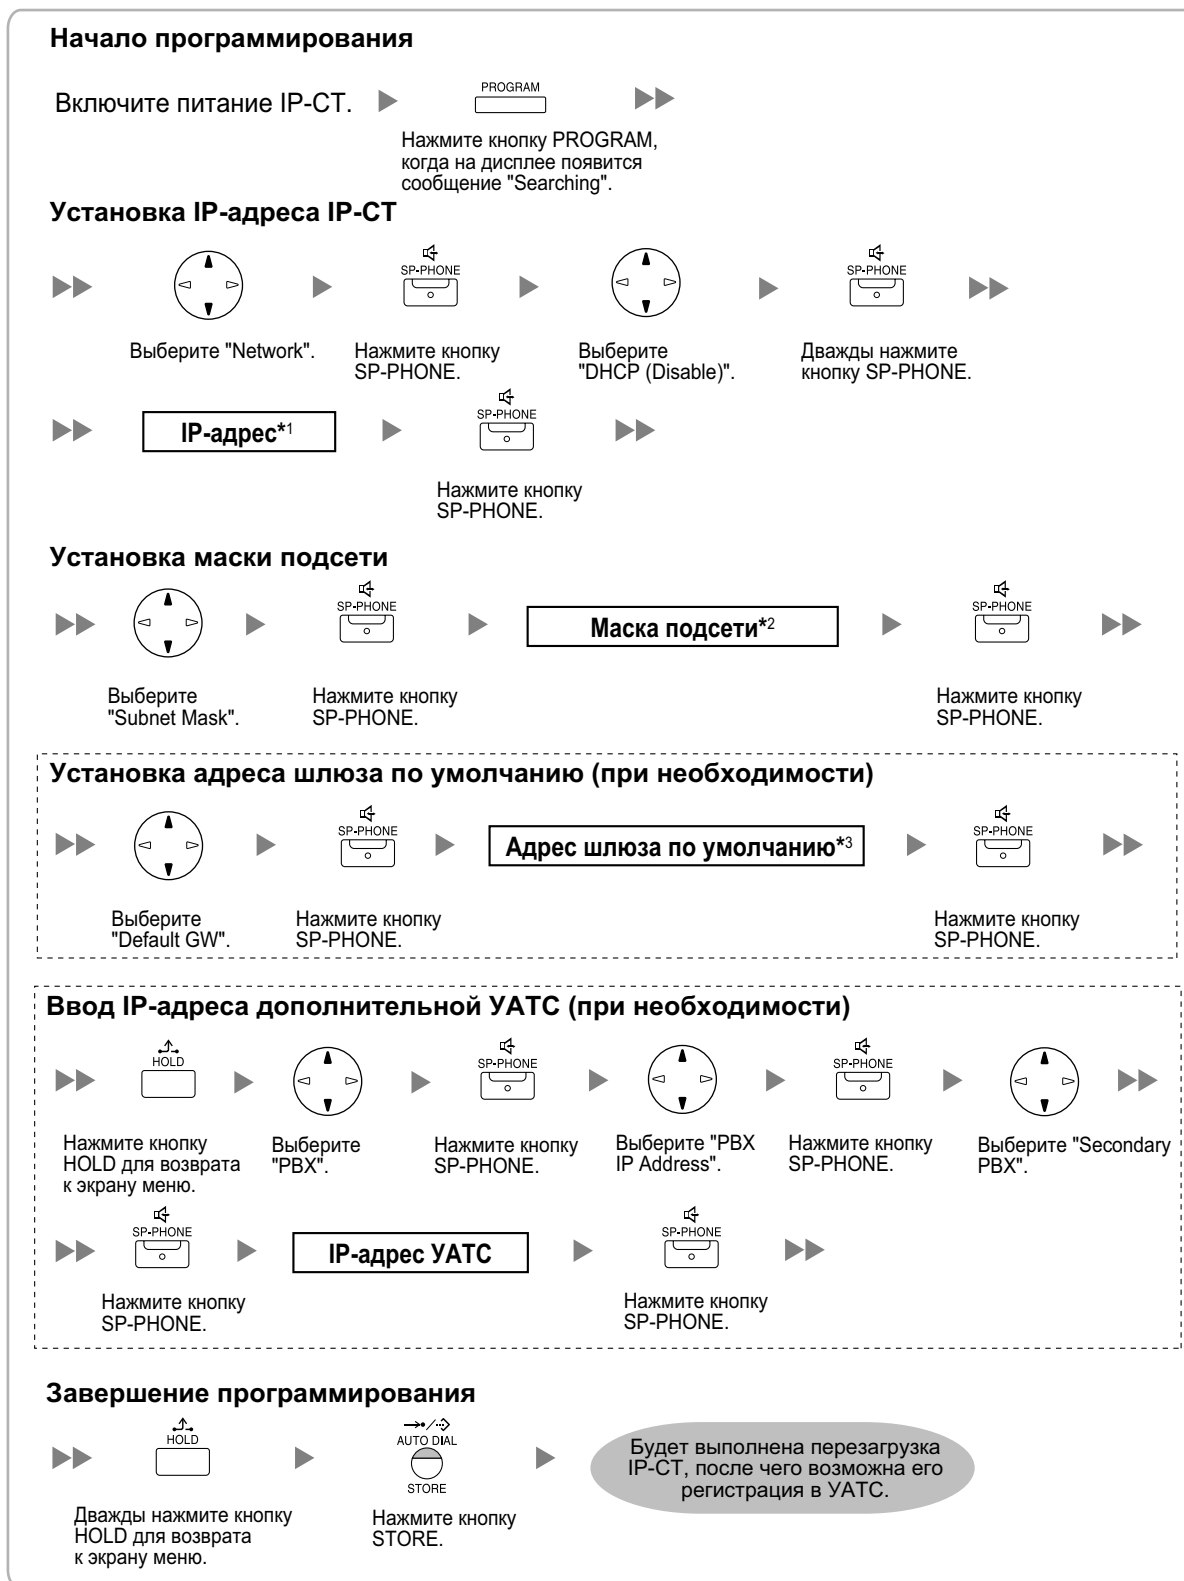 Начало программирования
Включите питание IP-CT.
PROGRAM
Нажмите кнопку PROGRAM,
когда на дисплее появится
сообщение "Searching".
Установка IP-адреса IP-CT
SP-PHONE
SP-PHONE
Выберите "Network".
Нажмите кнопку
SP-PHONE.
Выберите
"DHCP (Disable)".
Дважды нажмите
кнопку SP-PHONE.
IP-адрес*1
SP-PHONE
Нажмите кнопку
SP-PHONE.
Установка маски подсети
SP-PHONE
Маска подсети*2
SP-PHONE
Выберите
"Subnet Mask".
Нажмите кнопку
SP-PHONE.
Нажмите кнопку
SP-PHONE.
Установка адреса шлюза по умолчанию (при необходимости)
SP-PHONE
Адрес шлюза по умолчанию*3
SP-PHONE
Выберите
"Default GW".
Нажмите кнопку
SP-PHONE.
Нажмите кнопку
SP-PHONE.
Ввод IP-адреса дополнительной УАТС (при необходимости)
HOLD
SP-PHONE
SP-PHONE
Нажмите кнопку
HOLD для возврата
к экрану меню.
Выберите
"PBX".
Нажмите кнопку
SP-PHONE.
Выберите "PBX
IP Address".
Нажмите кнопку
SP-PHONE.
Выберите "Secondary
PBX".
SP-PHONE
IP-адрес УАТС
SP-PHONE
Нажмите кнопку
SP-PHONE.
Нажмите кнопку
SP-PHONE.
Завершение программирования
HOLD
AUTO DIAL
STORE
Дважды нажмите кнопку
HOLD для возврата
к экрану меню.
Нажмите кнопку
STORE.
Будет выполнена перезагрузка
IP-CT, после чего возможна его
регистрация в УАТС.